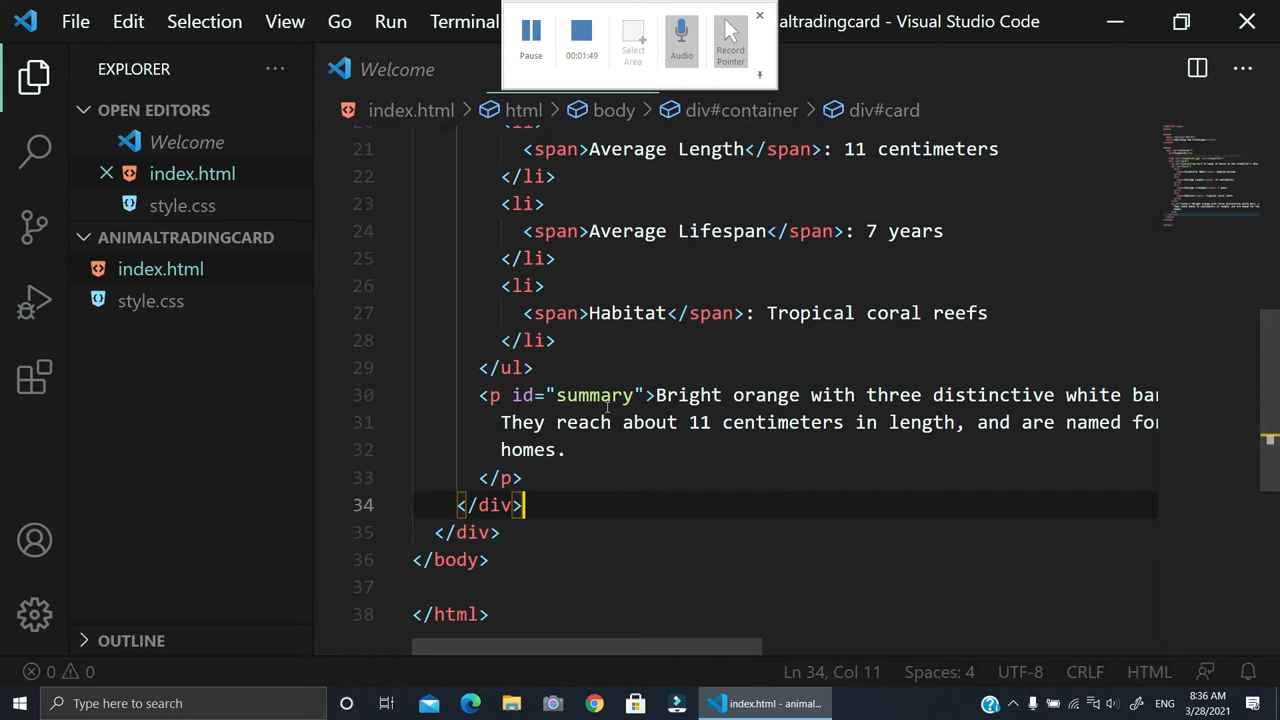 File Edit Selection View Go Run Terminal
altradingcard - Visual Studio Code
Pause
00:01:49
Select Area
Audio
Record Pointer
EXPLORER
Welcome
OPEN EDITORS
Welcome
index.html
style.css
ANIMALTRADINGCARD
index.html
style.css
OUTLINE
index.html > html > body > div#container > div#card
21 <span>Average Length</span>: 11 centimeters
22 </li>
23 <li>
24 <span>Average Lifespan</span>: 7 years
25 </li>
26 <li>
27 <span>Habitat</span>: Tropical coral reefs
28 </li>
29 </ul>
30 <p id="summary">Bright orange with three distinctive white bar
31 They reach about 11 centimeters in length, and are named for
32 homes.
33 </p>
34 </div>
35 </div>
36 </body>
37
38 </html>
0 0
Ln 34, Col 11 Spaces: 4 UTF-8 CRLF HTML
Type here to search
index.html - animal...
ENG
8:36 AM
3/28/2021